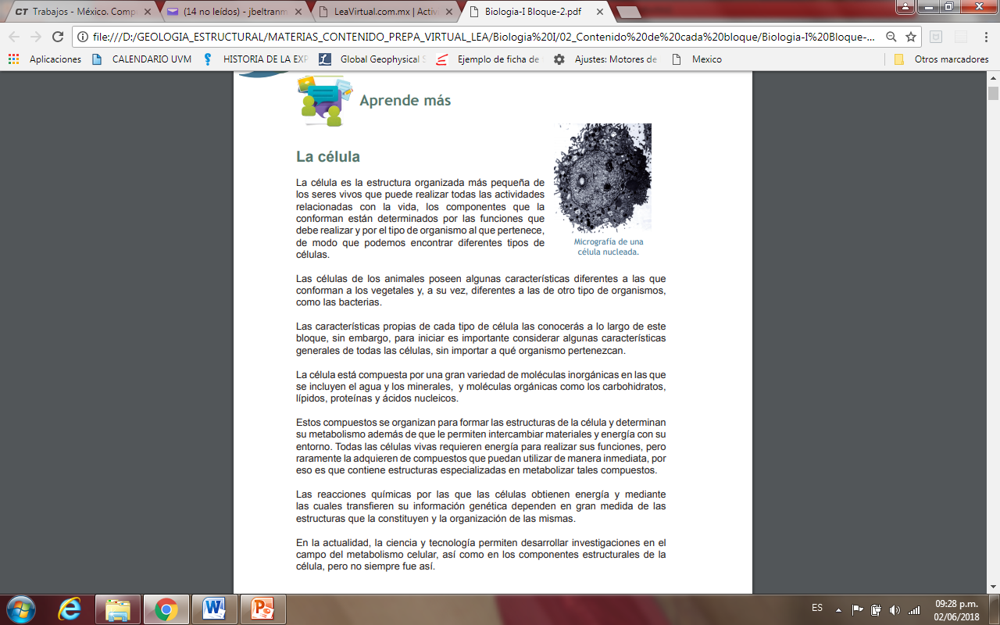 CT Trabajos - México. Comp
(14 no leídos) - jbeltranm
LeaVirtual.com.mx | Activ
Biologia-I Bloque-2.pdf
file:///D:/GEOLOGIA_ESTRUCTURAL/MATERIAS_CONTENIDO_PREPA_VIRTUAL_LEA/Biologia%20I/02_Contenido%20de%20cada%20bloque/Biologia-I%20Bloque-...
Aplicaciones
CALENDARIO UVM
HISTORIA DE LA EXP
Global Geophysical S
Ejemplo de ficha de
Ajustes: Motores de
Mexico
Otros marcadores
Aprende más
La célula
La célula es la estructura organizada más pequeña de
los seres vivos que puede realizar todas las actividades
relacionadas con la vida, los componentes que la
conforman están determinados por las funciones que
debe realizar y por el tipo de organismo al que pertenece,
de modo que podemos encontrar diferentes tipos de
células.
Micrografía de una
célula nucleada.
Las células de los animales poseen algunas características diferentes a las que
conforman a los vegetales y, a su vez, diferentes a las de otro tipo de organismos,
como las bacterias.
Las características propias de cada tipo de célula las conocerás a lo largo de este
bloque, sin embargo, para iniciar es importante considerar algunas características
generales de todas las células, sin importar a qué organismo pertenezcan.
La célula está compuesta por una gran variedad de moléculas inorgánicas en las que
se incluyen el agua y los minerales, y moléculas orgánicas como los carbohidratos,
lípidos, proteínas y ácidos nucleicos.
Estos compuestos se organizan para formar las estructuras de la célula y determinan
su metabolismo además de que le permiten intercambiar materiales y energía con su
entorno. Todas las células vivas requieren energía para realizar sus funciones, pero
raramente la adquieren de compuestos que puedan utilizar de manera inmediata, por
eso es que contiene estructuras especializadas en metabolizar tales compuestos.
Las reacciones químicas por las que las células obtienen energía y mediante
las cuales transfieren su información genética dependen en gran medida de las
estructuras que la constituyen y la organización de las mismas.
En la actualidad, la ciencia y tecnología permiten desarrollar investigaciones en el
campo del metabolismo celular, así como en los componentes estructurales de la
célula, pero no siempre fue así.
ES
09:28 p.m.
02/06/2018